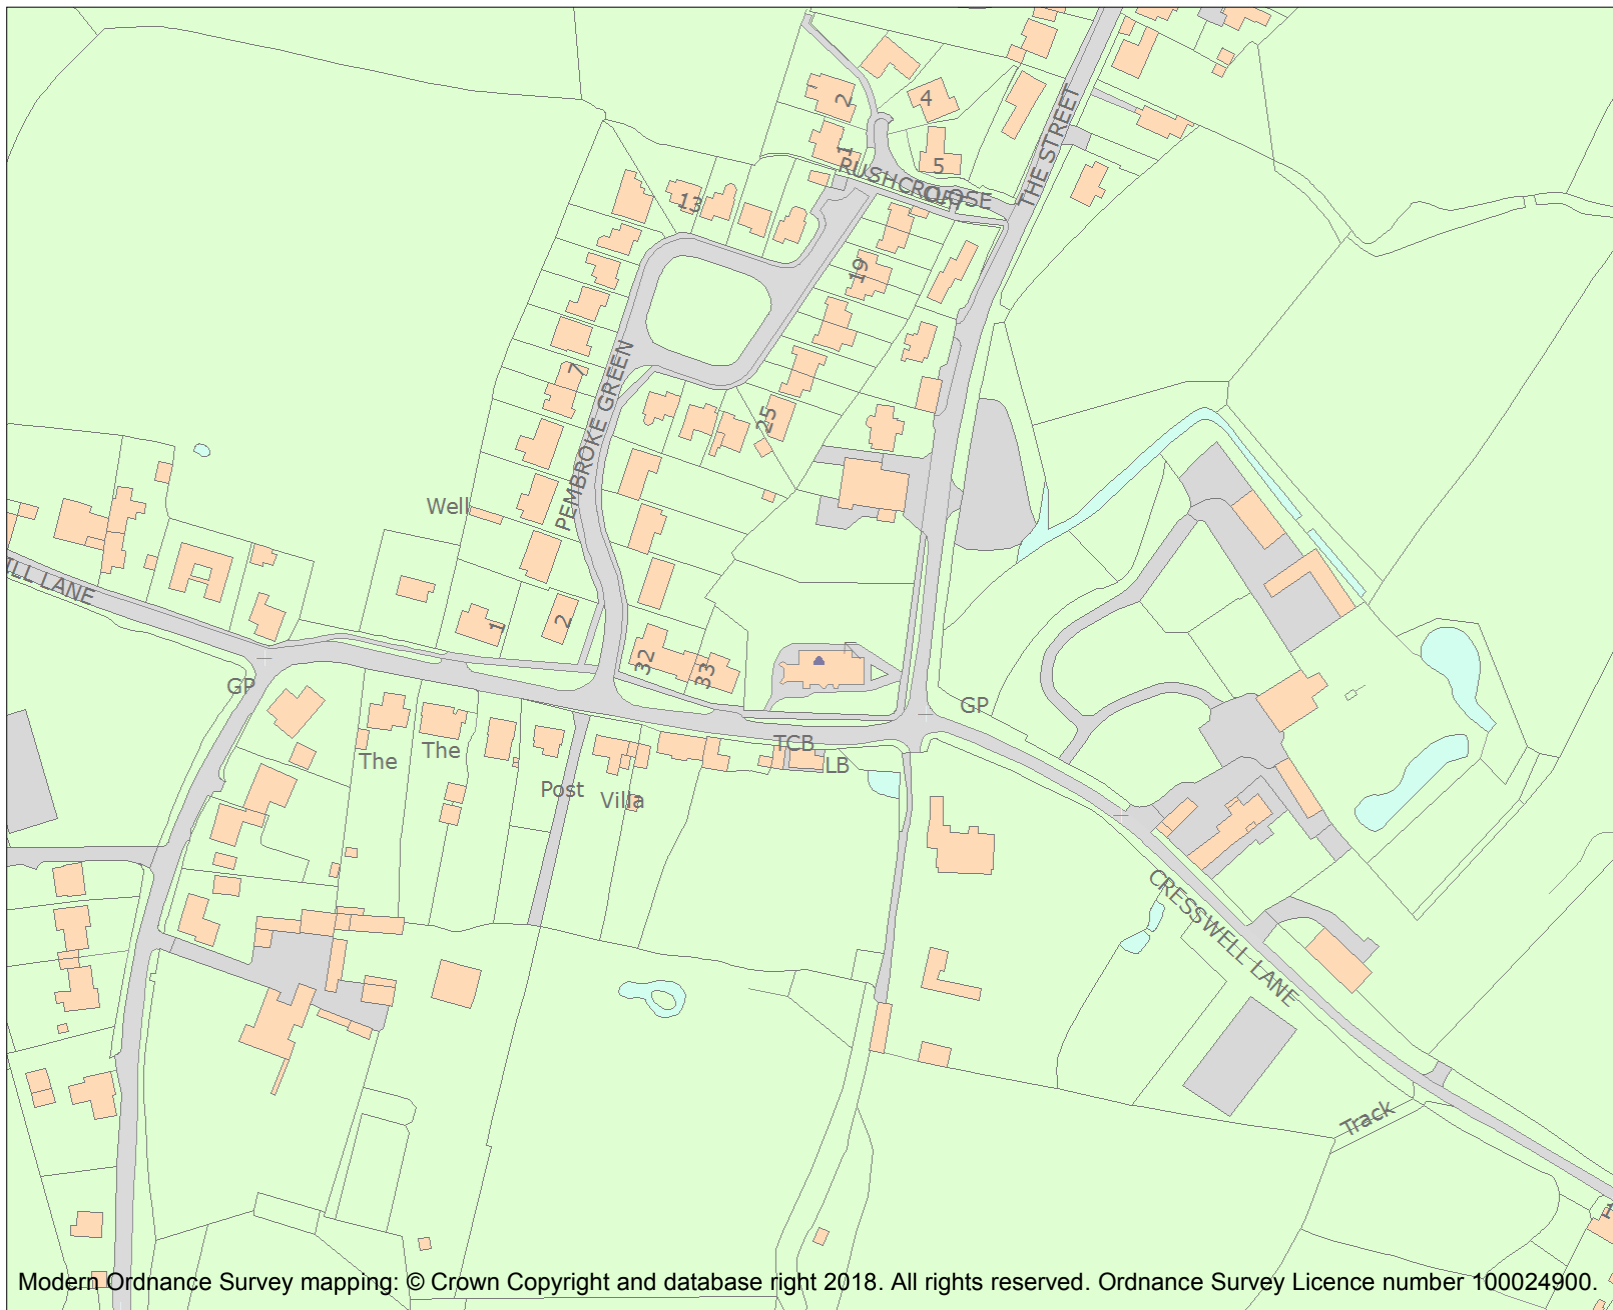 2
4
1
5
RUSHCROFT
CLOSE
THE STREET
13
19
7
PEMBROKE GREEN
25
Well
ILL LANE
1
2
32
33
GP
GP
The
The
TCB
LB
Post
Villa
CRESSWELL LANE
Track
1
Modern Ordnance Survey mapping: © Crown Copyright and database right 2018. All rights reserved. Ordnance Survey Licence number 100024900.